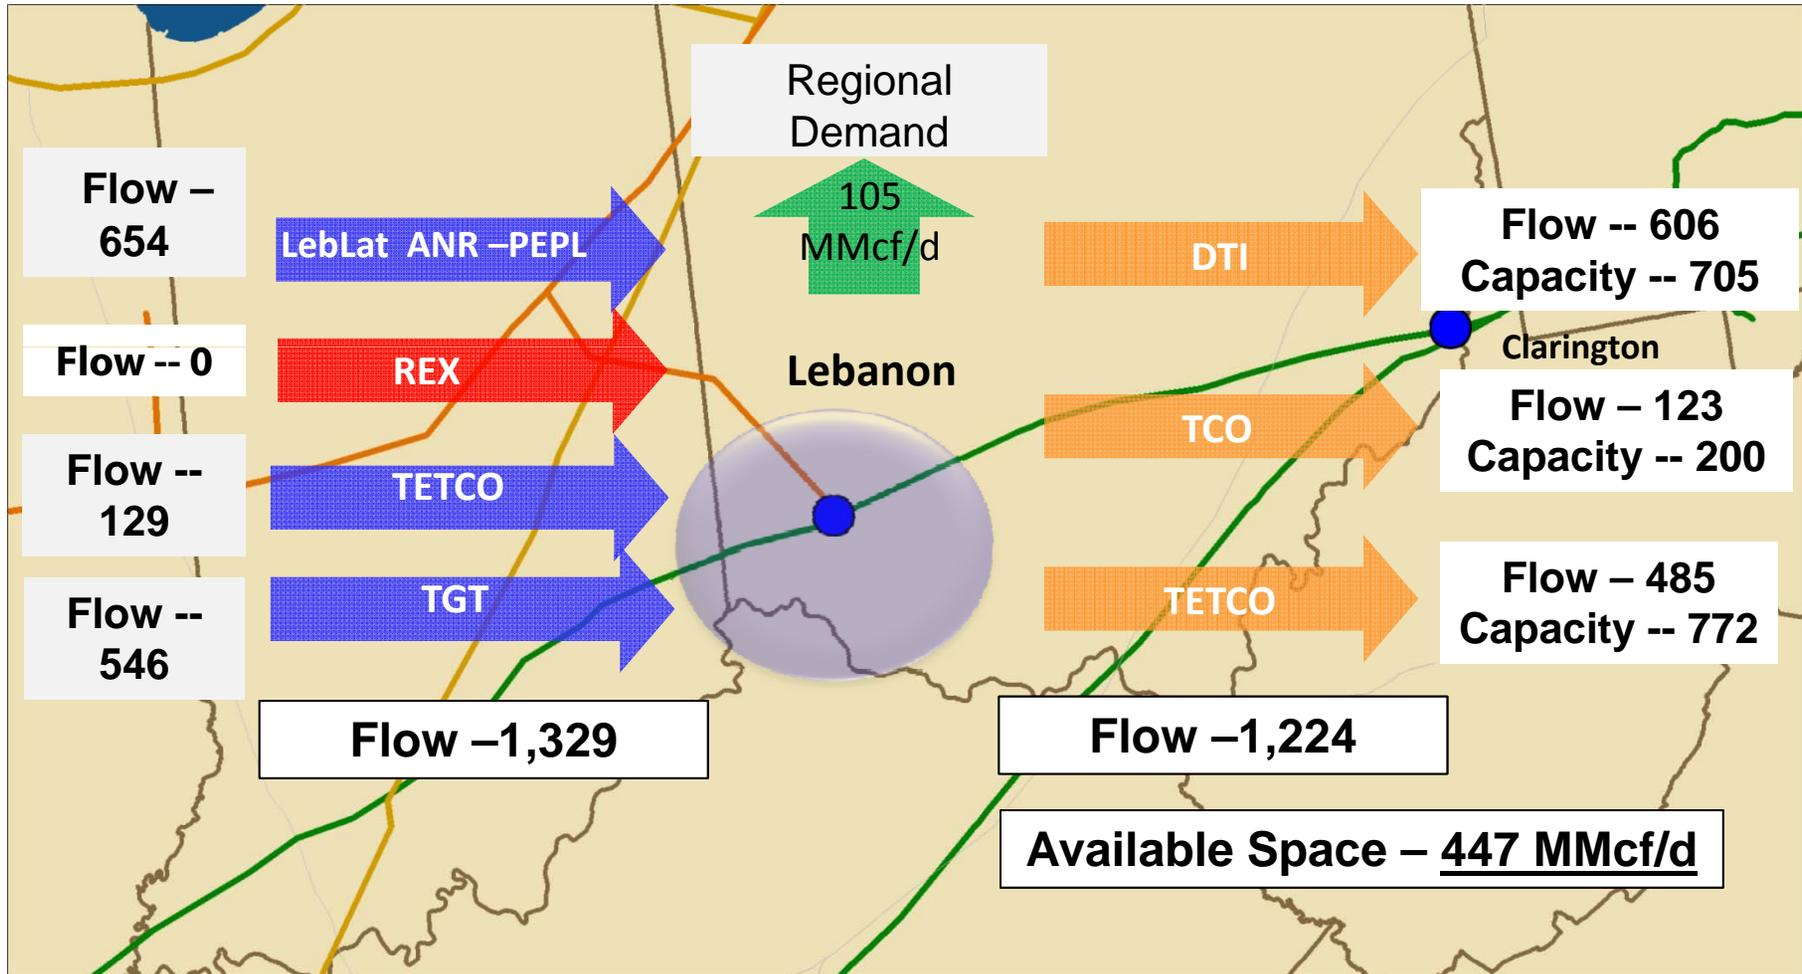 Regional
Demand
105
MMcf/d
Flow –
654
LebLat  ANR –PEPL
Flow -- 0
REX
Flow --
129
TETCO
Flow --
546
TGT
Flow –1,329
Lebanon
DTI
Flow -- 606
Capacity -- 705
Clarington
TCO
Flow – 123
Capacity -- 200
TETCO
Flow – 485
Capacity -- 772
Flow –1,224
Available Space – 447 MMcf/d